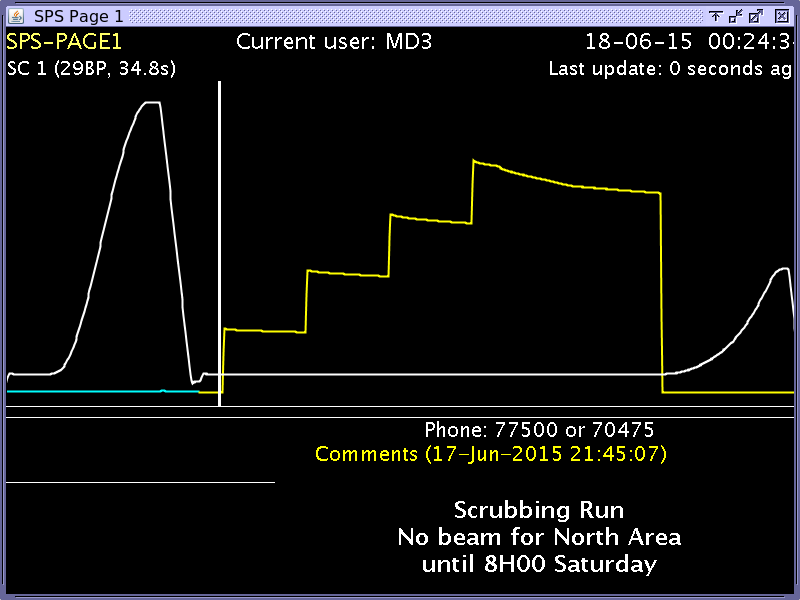 SPS Page 1
SPS-PAGE1 Current user: MD3 18-06-15 00:24:3
SC 1 (29BP, 34.8s) Last update: 0 seconds ag
Phone: 77500 or 70475
Comments (17-Jun-2015 21:45:07)
Scrubbing Run
No beam for North Area
until 8H00 Saturday